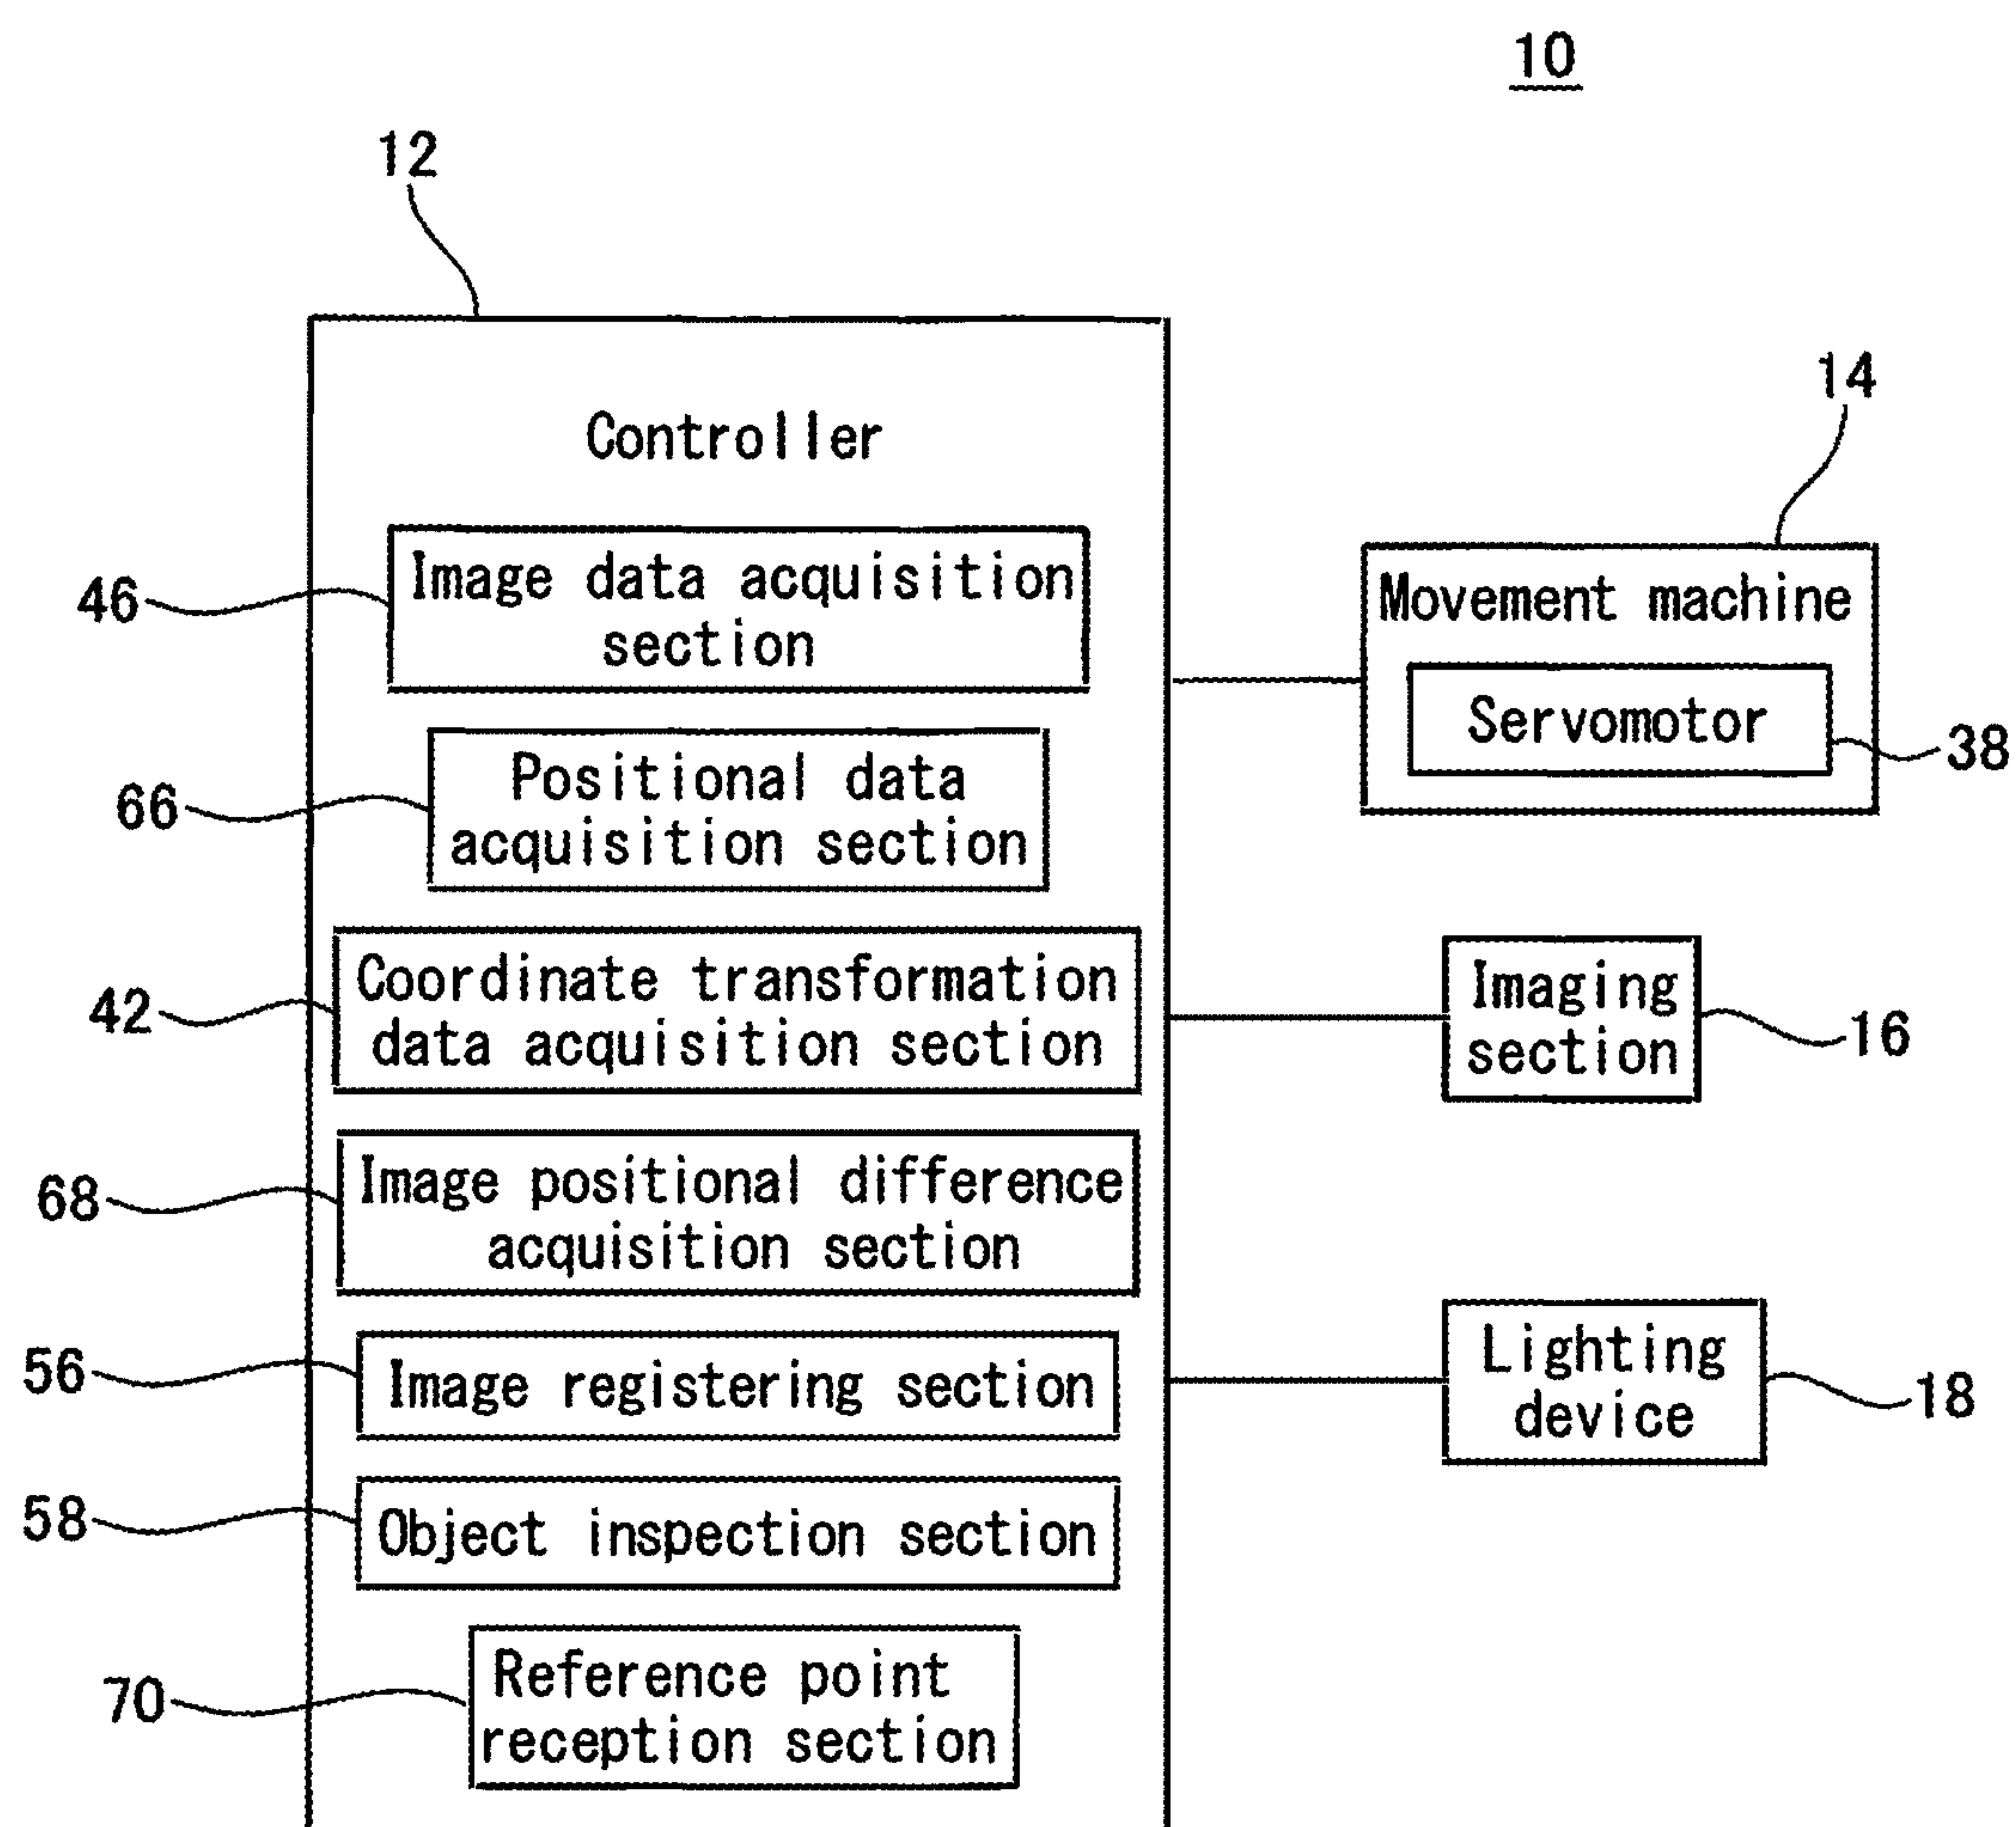 10
12
Controller
46
Image data acquisition
section
66
Positional data
acquisition section
42
Coordinate transformation
data acquisition section
68
Image positional difference
acquisition section
56
Image registering section
58
Object inspection section
70
Reference point
reception section
14
Movement machine
Servomotor
38
Imaging
section
16
Lighting
device
18